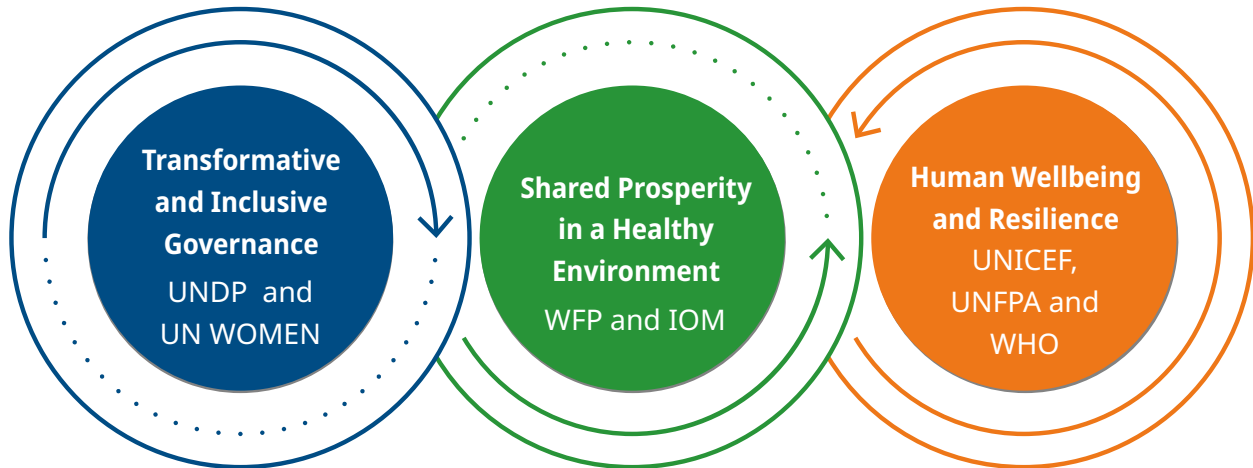 Transformative
and Inclusive
Governance
UNDP and
UN WOMEN
Shared Prosperity
in a Healthy
Environment
WFP and IOM
Human Wellbeing
and Resilience
UNICEF,
UNFPA and
WHO